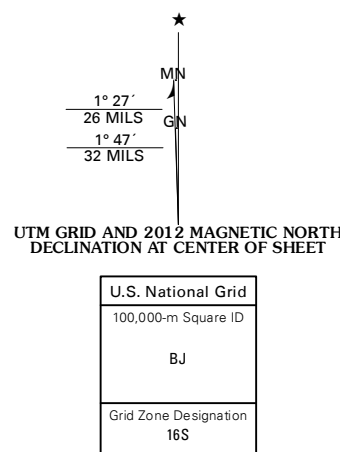 MN
1° 27´
26 MILS
GN
1° 47´
32 MILS
UTM GRID AND 2012 MAGNETIC NORTH
DECLINATION AT CENTER OF SHEET
U.S. National Grid
100,000-m Square ID
BJ
Grid Zone Designation
16S